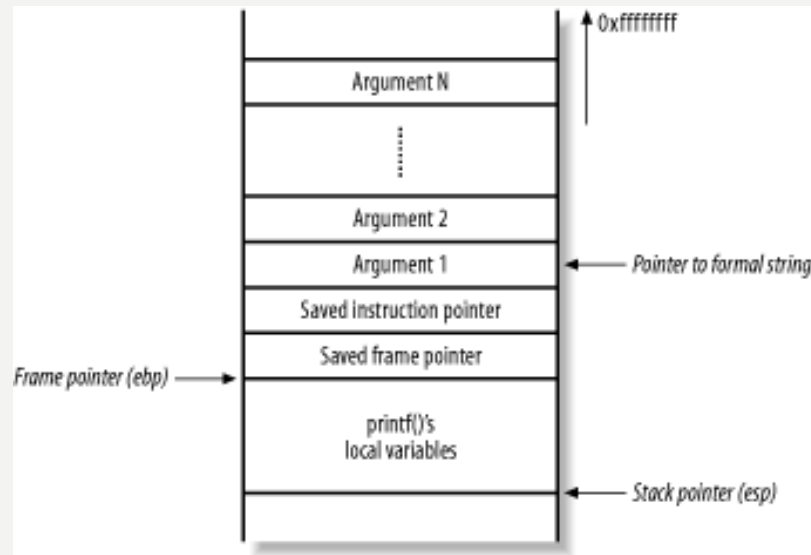 0xffffffff
Argument N
Argument 2
Argument 1
Pointer to formal string
Saved instruction pointer
Saved frame pointer
Frame pointer (ebp)
printf()'s
local variables
Stack pointer (esp)